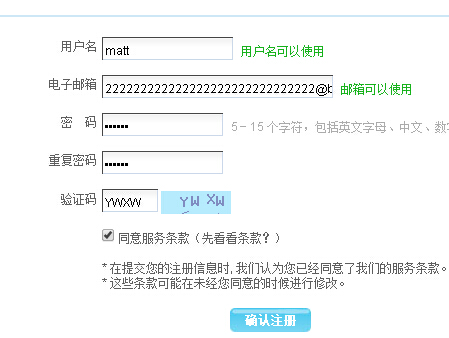 用户名 matt 用户名可以使用
电子邮箱 222222222222222222222222222222@b 邮箱可以使用
密 码 •••••• 5－15个字符，包括英文字母、中文、数
重复密码 ••••••
验证码 YWXW YW XW
同意服务条款（先看看条款？）
* 在提交您的注册信息时, 我们认为您已经同意了我们的服务条款。
* 这些条款可能在未经您同意的时候进行修改。
确认注册